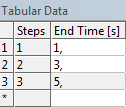 Tabular Data
Steps End Time [s]
1 1 1,
2 2 3,
3 3 5,
*